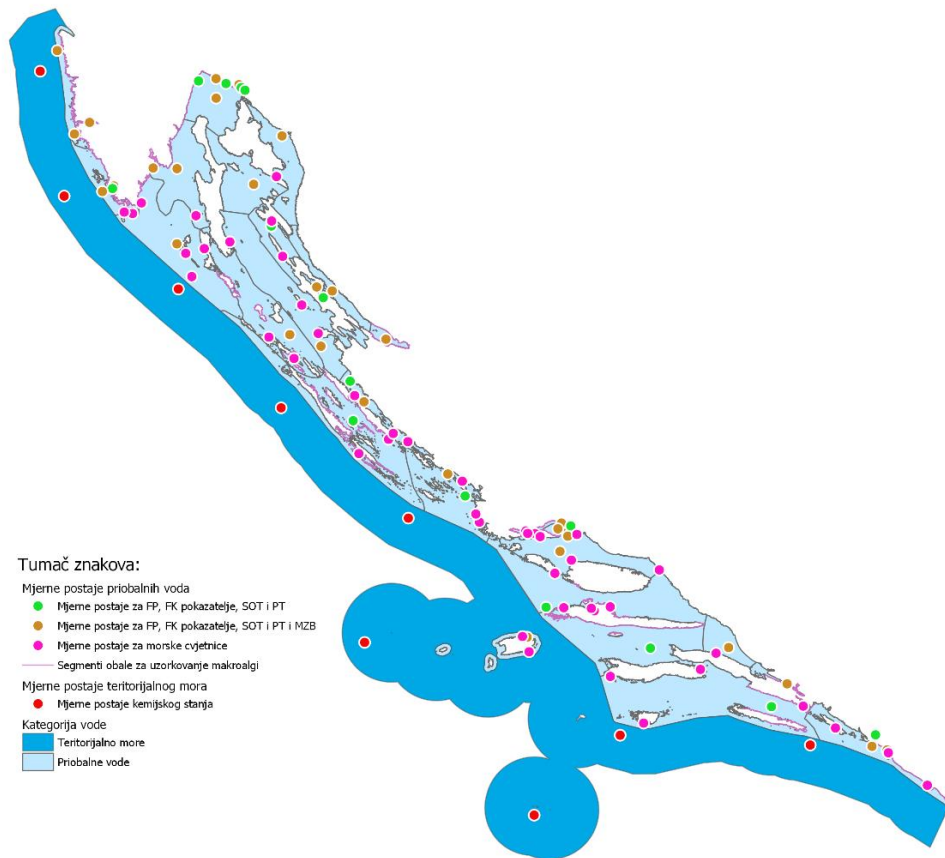 Tumač znakova:
Mjerne postaje priobalnih voda
Mjerne postaje za FP, FK pokazatelje, SOT i PT
Mjerne postaje za FP, FK pokazatelje, SOT i PT i MZB
Mjerne postaje za morske cvjetnice
Segmenti obale za uzorkovanje makroalgi
Mjerne postaje teritorijalnog mora
Mjerne postaje kemijskog stanja
Kategorija vode
Teritorijalno more
Priobalne vode